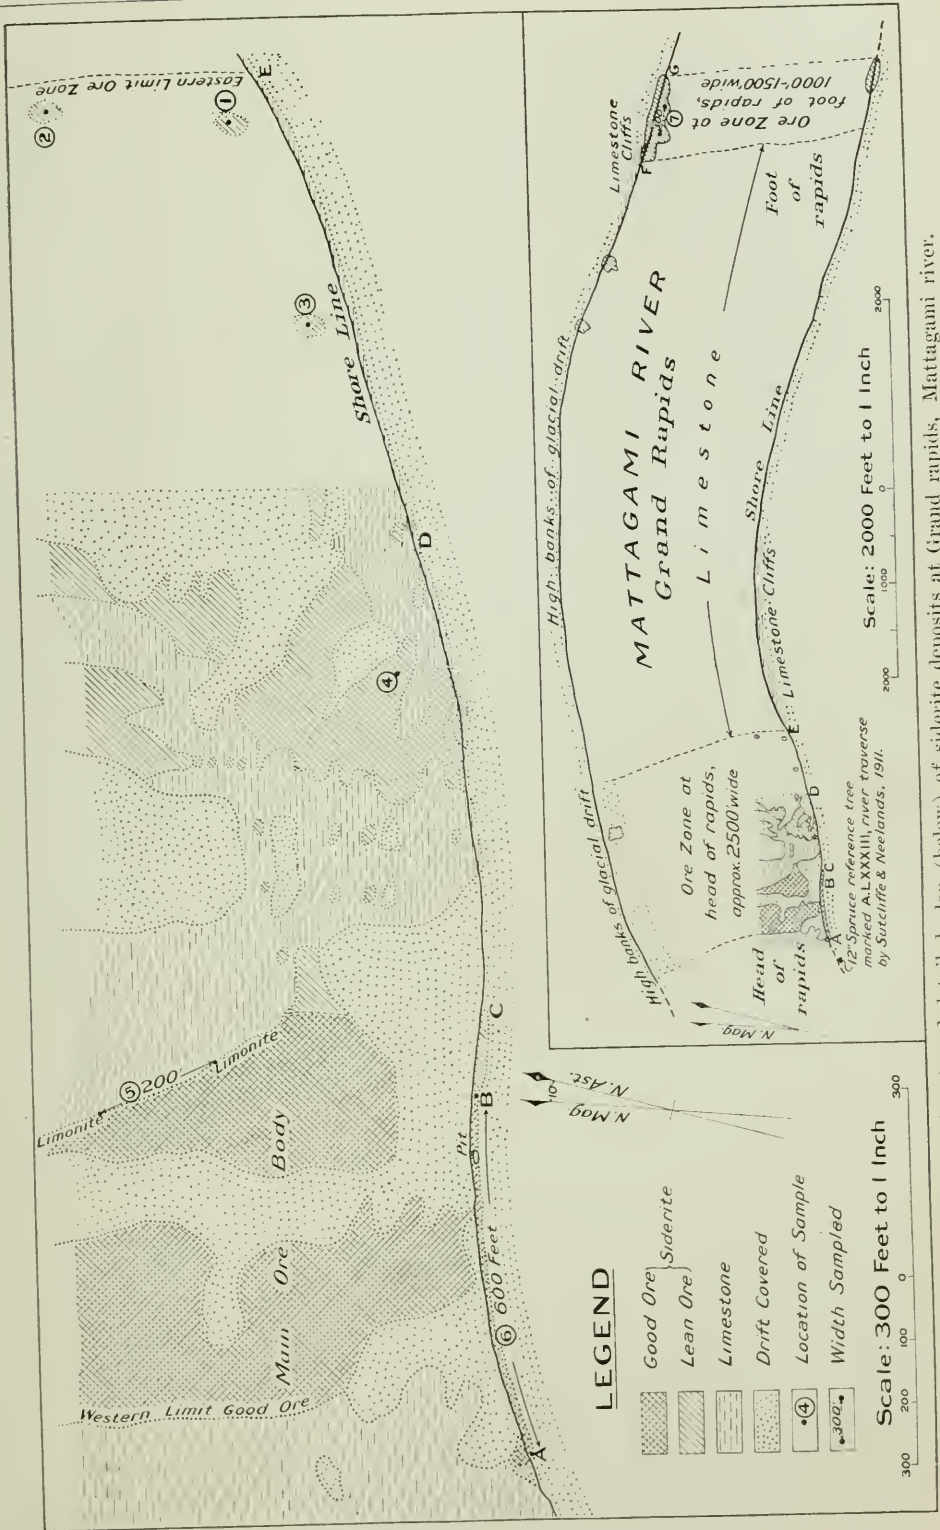 Eastern Limit Ore Zone
②
①
E
③
Shore Line
D
④
C
Limonite
⑤ 200'
Limonite
Main Ore Body
Pit
B
⑥ 600 Feet
Western Limit Good Ore
A
N. Mag
N. Ast.
10°
LEGEND
Good Ore
Lean Ore
Siderite
Limestone
Drift Covered
④ Location of Sample
300 Width Sampled
Scale: 300 Feet to 1 Inch
300 200 100 0 300
MATTAGAMI RIVER
Grand Rapids
Limestone
High banks of glacial drift
High banks of glacial drift
Limestone
Cliffs
F
⑦
G
Ore Zone at
foot of rapids,
1000'-1500' wide
Foot
of
rapids
Shore Line
Limestone Cliffs
E
Ore Zone at
head of rapids,
approx. 2500' wide
Head
of
rapids
A
B C
D
N. Mag
12" Spruce reference tree
marked A.LXXXIII, river traverse
by Sutcliffe & Neelands, 1911.
Scale: 2000 Feet to 1 Inch
2000 1000 0 2000
of siderite deposits at Grand rapids, Mattagami river.